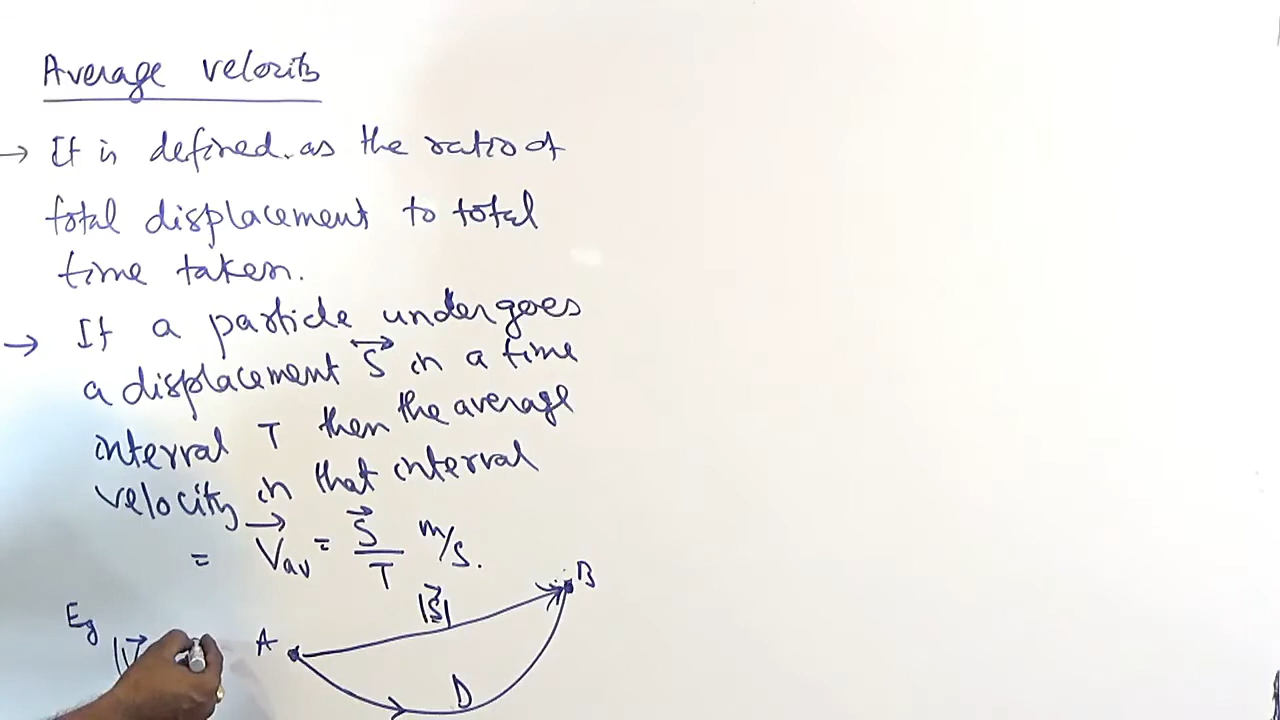 Average velocity
→ It is defined as the ratio of
total displacement to total
time taken.
→ If a particle undergoes
a displacement S⃗ in a time
interval T then the average
velocity in that interval
= V⃗av = S⃗/T m/s.
|S⃗|
B
Eg
A
|V⃗
D